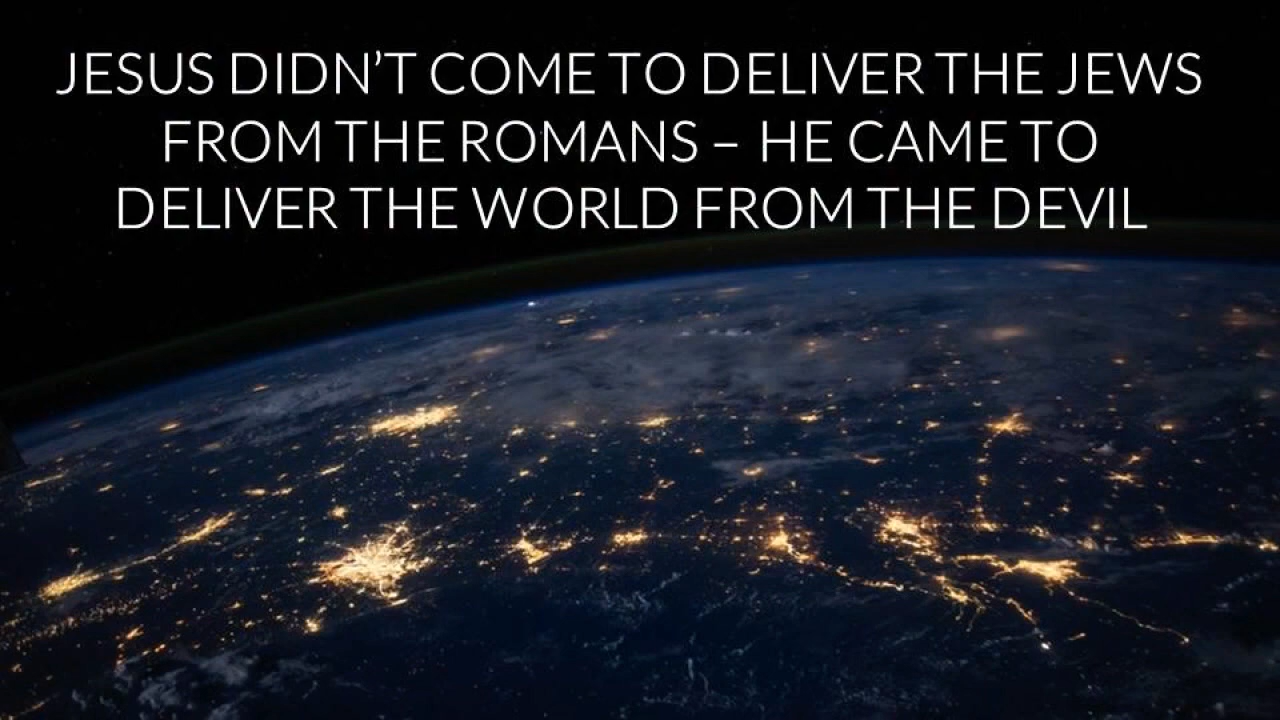 JESUS DIDN’T COME TO DELIVER THE JEWS
FROM THE ROMANS – HE CAME TO
DELIVER THE WORLD FROM THE DEVIL